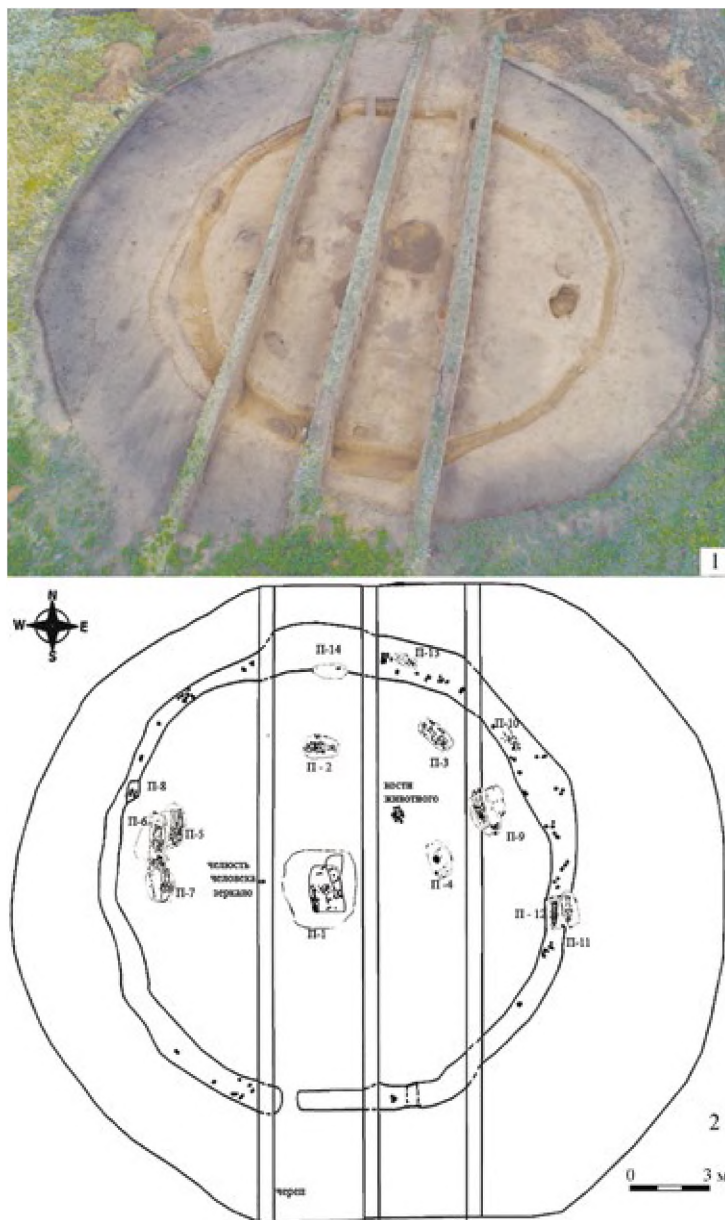 1
N
W E
S
П-14
П-13
П-10
П - 2
П-3
П-8
кости
животного
П-6
П-5
П-9
челюсть
человека
зеркало
П-4
П-7
П-1
П - 12
П-11
2
череп
0 3 м